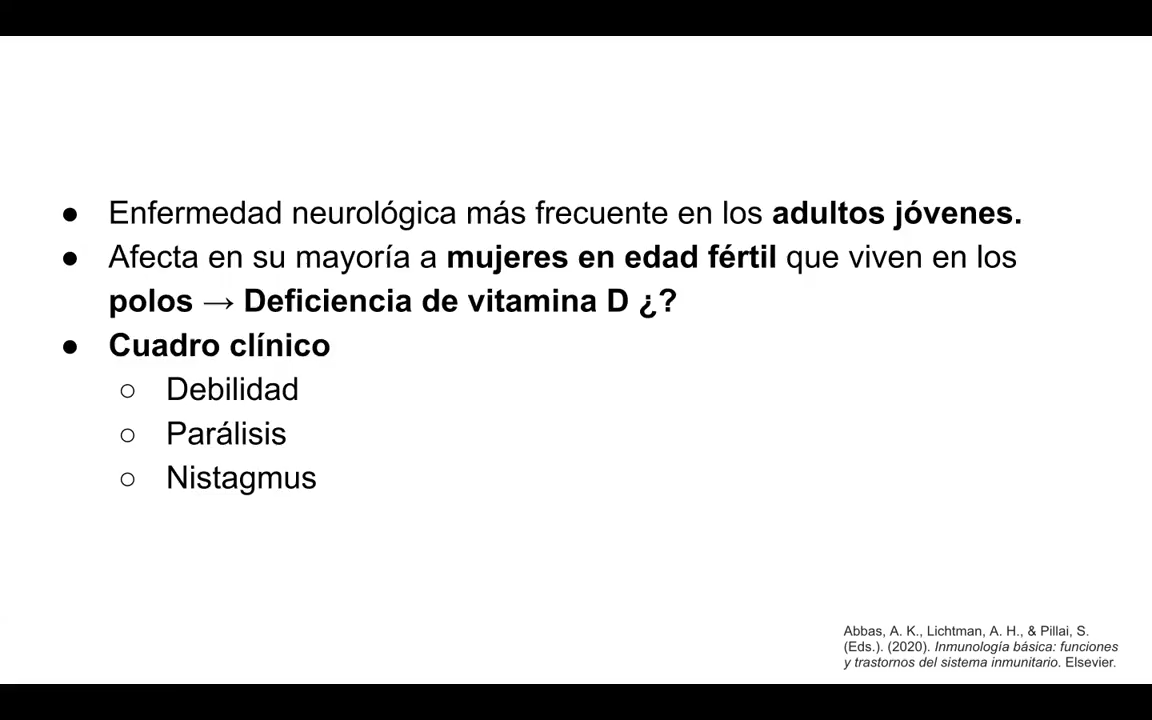 ● Enfermedad neurológica más frecuente en los adultos jóvenes.
● Afecta en su mayoría a mujeres en edad fértil que viven en los
polos → Deficiencia de vitamina D ¿?
● Cuadro clínico
○ Debilidad
○ Parálisis
○ Nistagmus
Abbas, A. K., Lichtman, A. H., & Pillai, S.
(Eds.). (2020). Inmunología básica: funciones
y trastornos del sistema inmunitario. Elsevier.